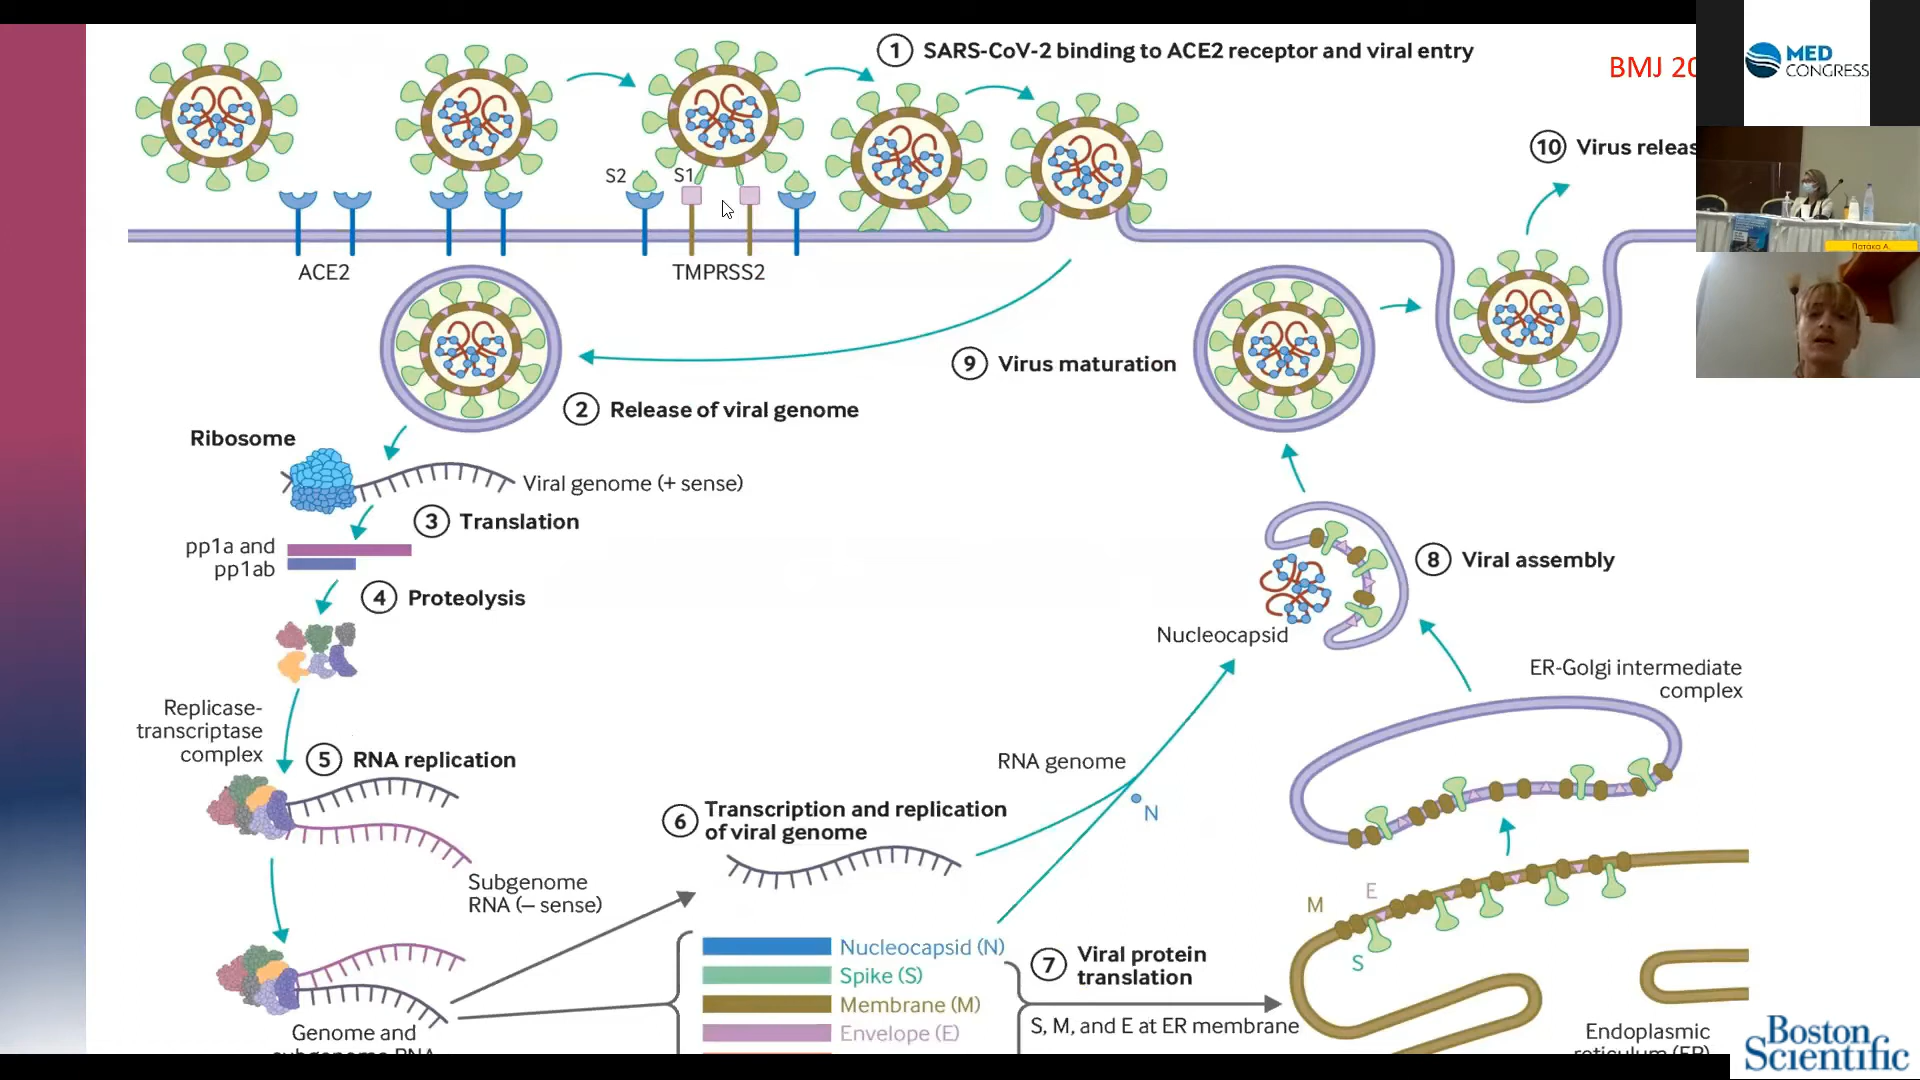 1 SARS-CoV-2 binding to ACE2 receptor and viral entry
BMJ 20
MED
CONGRESS
10 Virus releas
S2
S1
ACE2
TMPRSS2
Потако А.
9 Virus maturation
2 Release of viral genome
Ribosome
Viral genome (+ sense)
3 Translation
pp1a and
pp1ab
4 Proteolysis
8 Viral assembly
Nucleocapsid
ER-Golgi intermediate
complex
Replicase-
transcriptase
complex
5 RNA replication
RNA genome
N
6 Transcription and replication
of viral genome
Subgenome
RNA (– sense)
M
E
S
Nucleocapsid (N)
Spike (S)
Membrane (M)
Envelope (E)
7 Viral protein
translation
S, M, and E at ER membrane
Genome and
subgenome RNA
Endoplasmic
reticulum (ER)
Boston
Scientific